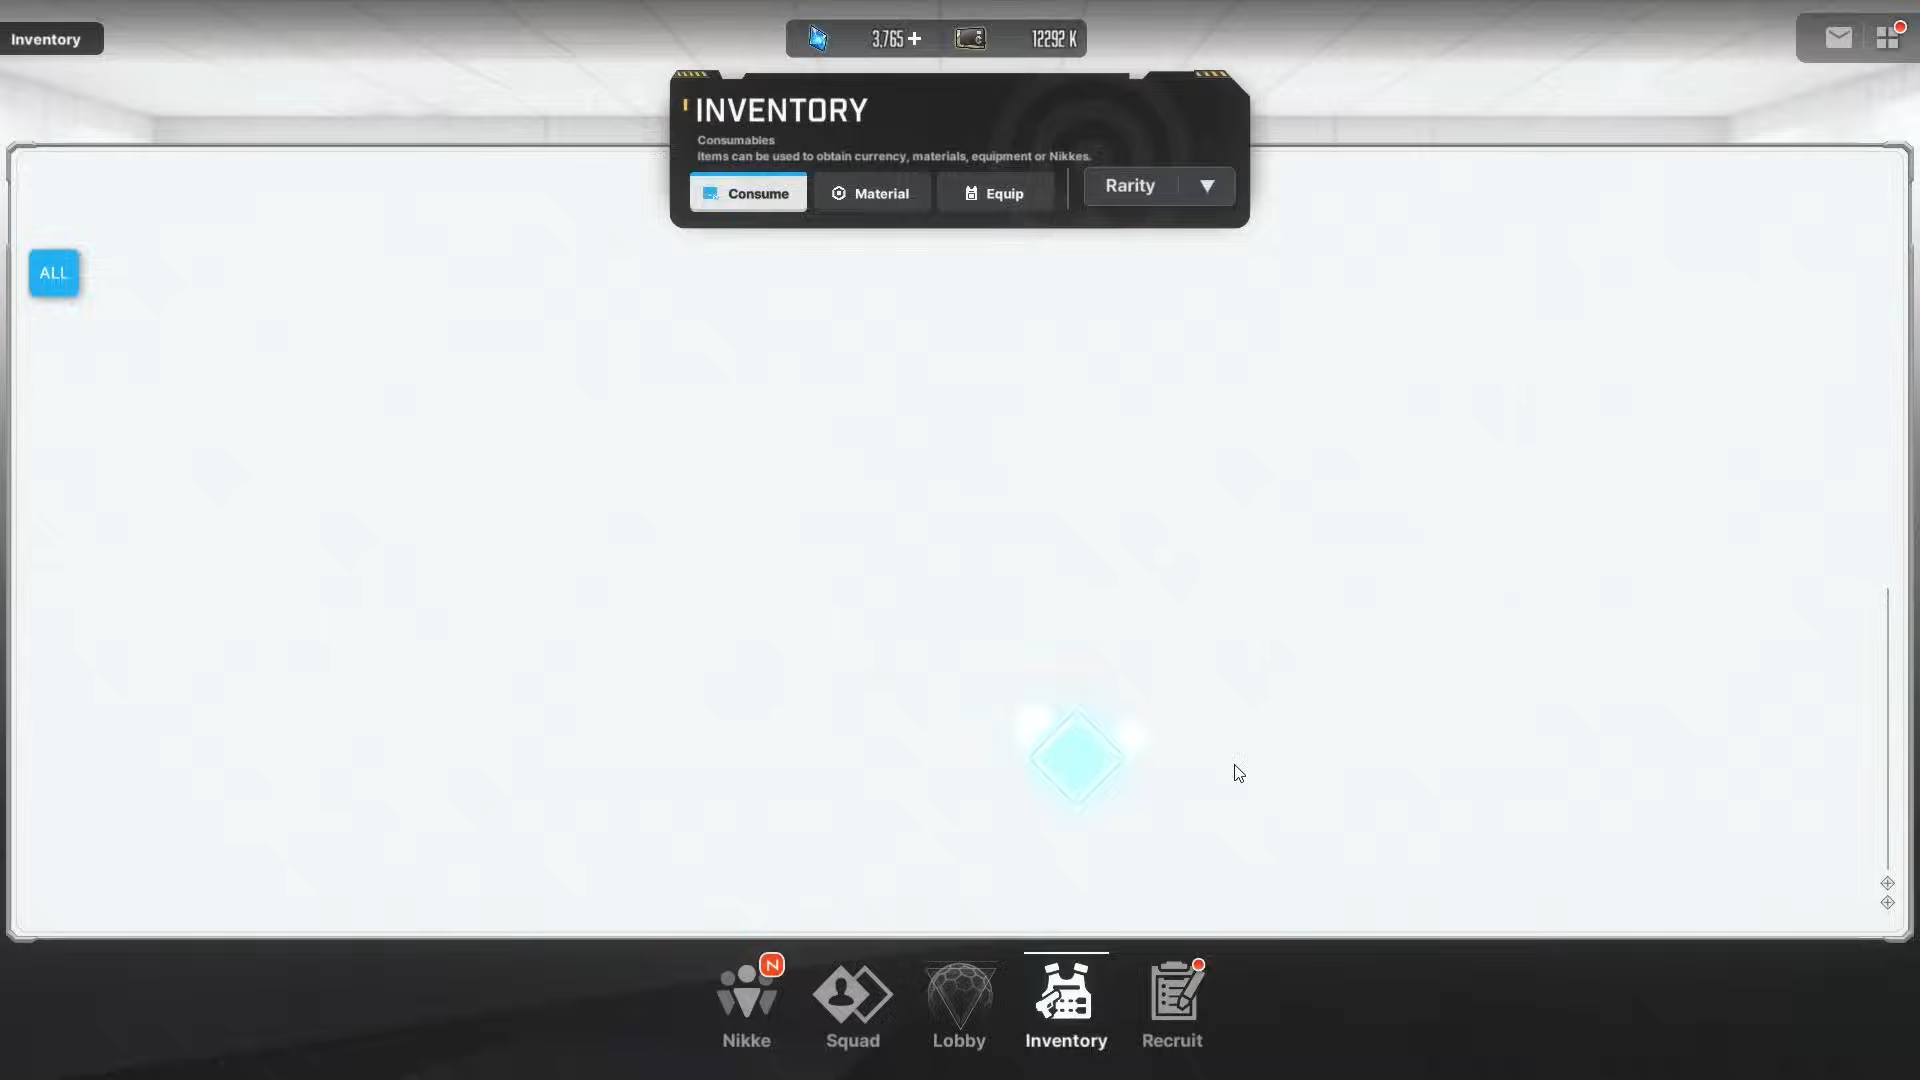 Inventory
3,765
12292 K
INVENTORY
Consumables
Items can be used to obtain currency, materials, equipment or Nikkes.
Consume
Material
Equip
Rarity
ALL
N
Nikke
Squad
Lobby
Inventory
Recruit